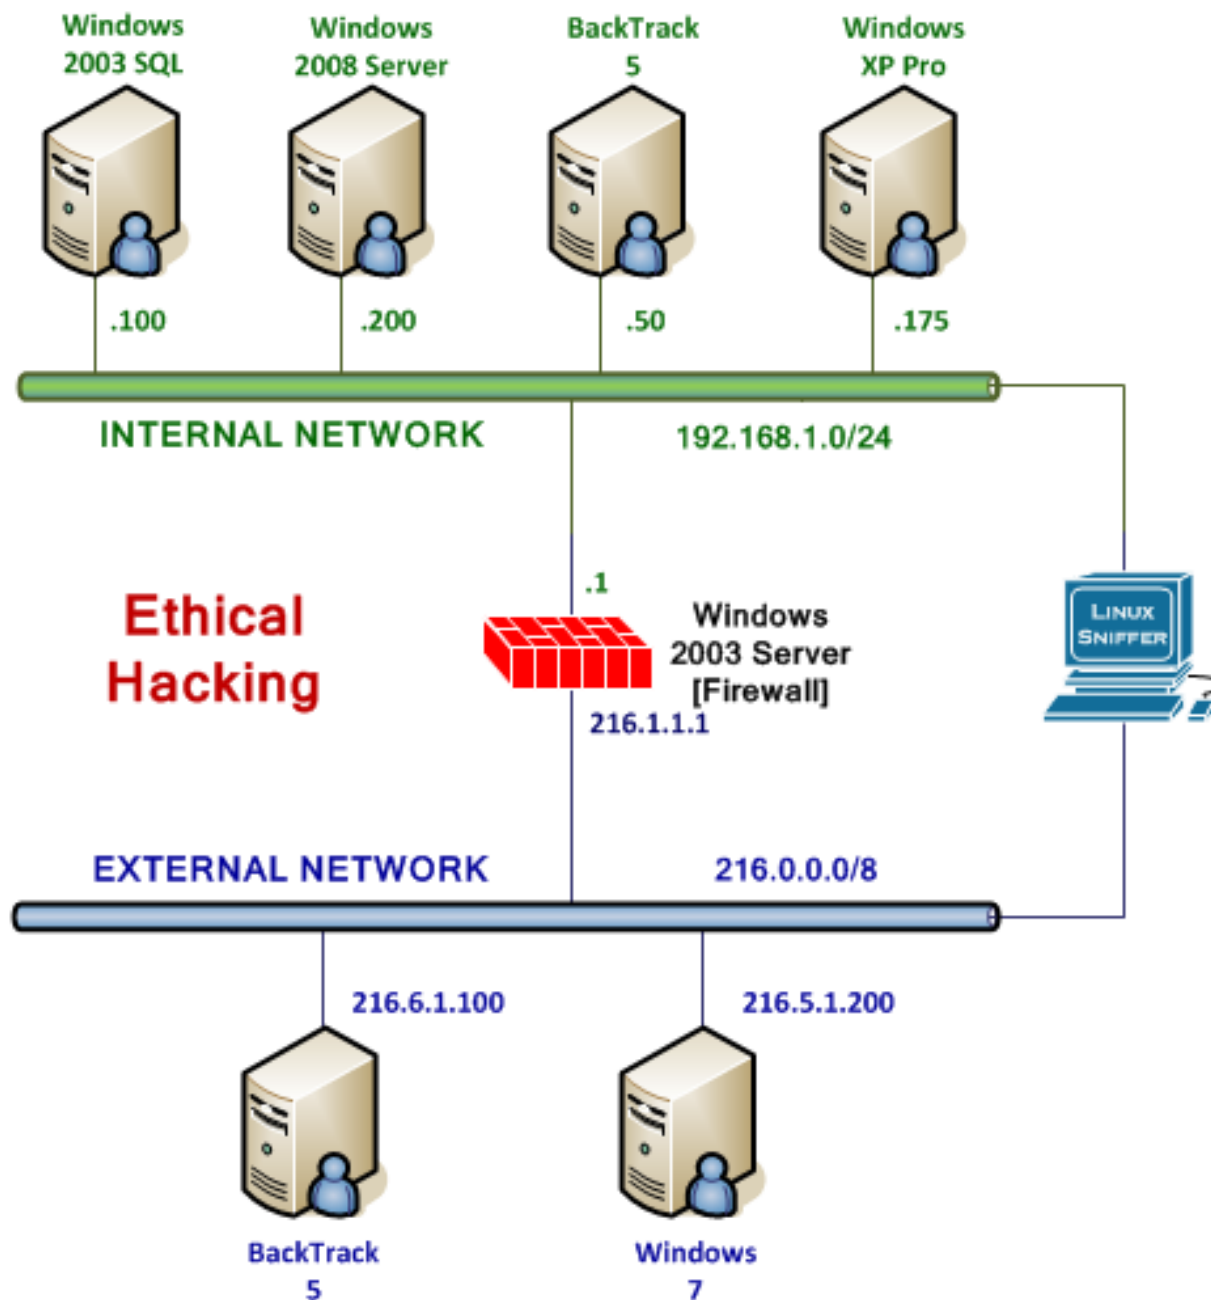 Windows
2003 SQL
Windows
2008 Server
BackTrack
5
Windows
XP Pro
.100
.200
.50
.175
INTERNAL NETWORK
192.168.1.0/24
Ethical
Hacking
.1
Windows
2003 Server
[Firewall]
216.1.1.1
LINUX
SNIFFER
EXTERNAL NETWORK
216.0.0.0/8
216.6.1.100
216.5.1.200
BackTrack
5
Windows
7